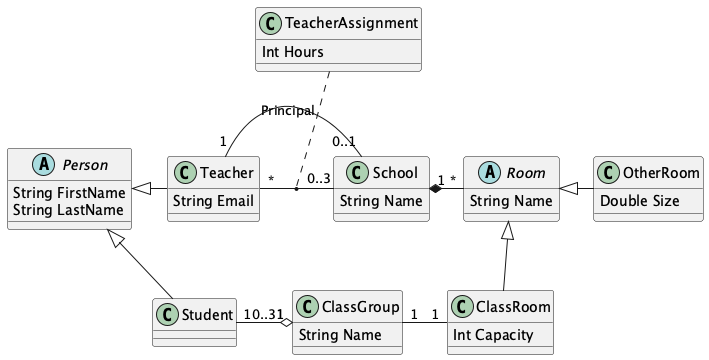 C TeacherAssignment
Int Hours
Principal
1
0..1
A Person
String FirstName
String LastName
C Teacher
String Email
*
0..3
C School
String Name
1 *
A Room
String Name
C OtherRoom
Double Size
C Student
10..31
C ClassGroup
String Name
1 1
C ClassRoom
Int Capacity